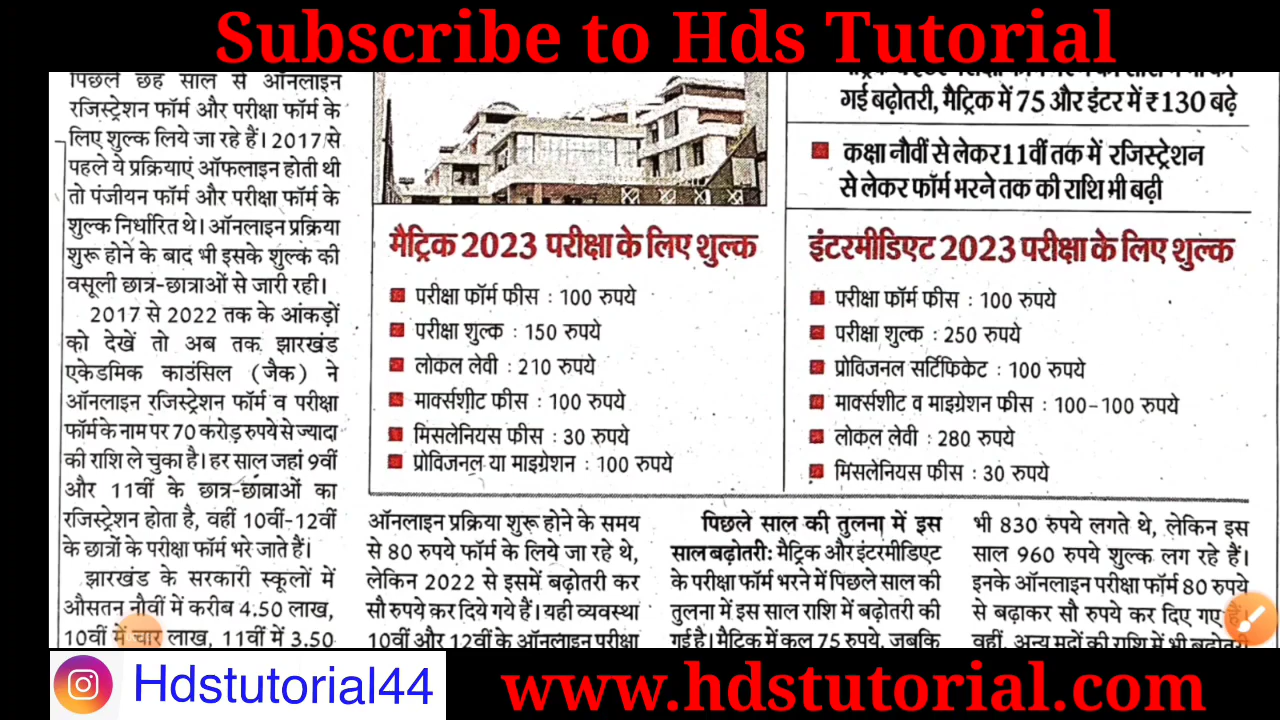 Subscribe to Hds Tutorial
पिछले छह साल से ऑनलाइन
रजिस्ट्रेशन फॉर्म और परीक्षा फॉर्म के
लिए शुल्क लिये जा रहे हैं। 2017 से
पहले ये प्रक्रियाएं ऑफलाइन होती थी
तो पंजीयन फॉर्म और परीक्षा फॉर्म के
शुल्क निर्धारित थे। ऑनलाइन प्रक्रिया
शुरू होने के बाद भी इसके शुल्क की
वसूली छात्र-छात्राओं से जारी रही।
2017 से 2022 तक के आंकड़ों
को देखें तो अब तक झारखंड
एकेडमिक काउंसिल (जैक) ने
ऑनलाइन रजिस्ट्रेशन फॉर्म व परीक्षा
फॉर्म के नाम पर 70 करोड़ रुपये से ज्यादा
की राशि ले चुका है। हर साल जहां 9वीं
और 11वीं के छात्र-छात्राओं का
रजिस्ट्रेशन होता है, वहीं 10वीं-12वीं
के छात्रों के परीक्षा फॉर्म भरे जाते हैं।
झारखंड के सरकारी स्कूलों में
औसतन नौवीं में करीब 4.50 लाख,
10वीं में चार लाख, 11वीं में 3.50
गई बढ़ोतरी, मैट्रिक में 75 और इंटर में ₹130 बढ़े
कक्षा नौवीं से लेकर 11वीं तक में रजिस्ट्रेशन
से लेकर फॉर्म भरने तक की राशि भी बढ़ी
मैट्रिक 2023 परीक्षा के लिए शुल्क
परीक्षा फॉर्म फीस : 100 रुपये
परीक्षा शुल्क : 150 रुपये
लोकल लेवी : 210 रुपये
मार्क्सशीट फीस : 100 रुपये
मिसलेनियस फीस : 30 रुपये
प्रोविजनल या माइग्रेशन : 100 रुपये
इंटरमीडिएट 2023 परीक्षा के लिए शुल्क
परीक्षा फॉर्म फीस : 100 रुपये
परीक्षा शुल्क : 250 रुपये
प्रोविजनल सर्टिफिकेट : 100 रुपये
मार्क्सशीट व माइग्रेशन फीस : 100-100 रुपये
लोकल लेवी : 280 रुपये
मिसलेनियस फीस : 30 रुपये
ऑनलाइन प्रक्रिया शुरू होने के समय
से 80 रुपये फॉर्म के लिये जा रहे थे,
लेकिन 2022 से इसमें बढ़ोतरी कर
सौ रुपये कर दिये गये हैं। यही व्यवस्था
10वीं और 12वीं के ऑनलाइन परीक्षा
पिछले साल की तुलना में इस
साल बढ़ोतरी: मैट्रिक और इंटरमीडिएट
के परीक्षा फॉर्म भरने में पिछले साल की
तुलना में इस साल राशि में बढ़ोतरी की
गई है। मैट्रिक में कुल 75 रुपये, जबकि
भी 830 रुपये लगते थे, लेकिन इस
साल 960 रुपये शुल्क लग रहे हैं।
इनके ऑनलाइन परीक्षा फॉर्म 80 रुपये
से बढ़ाकर सौ रुपये कर दिए गए
वहीं, अन्य मदों की राशि में भी बढ़ोतरी
Hdstutorial44
www.hdstutorial.com